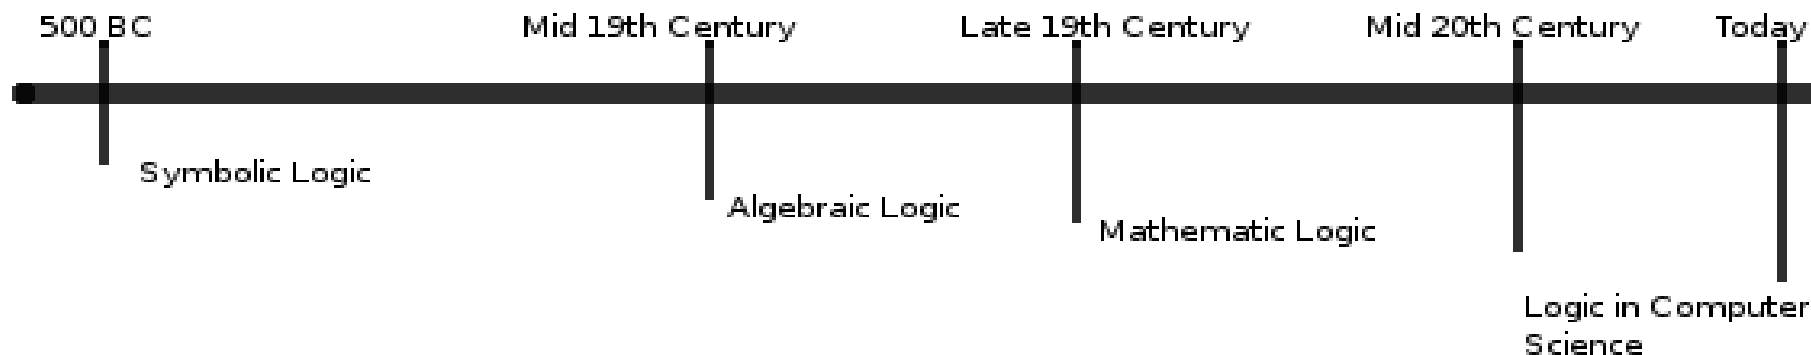 500 BC
Mid 19th Century
Late 19th Century
Mid 20th Century
Today
Symbolic Logic
Algebraic Logic
Mathematic Logic
Logic in Computer
Science